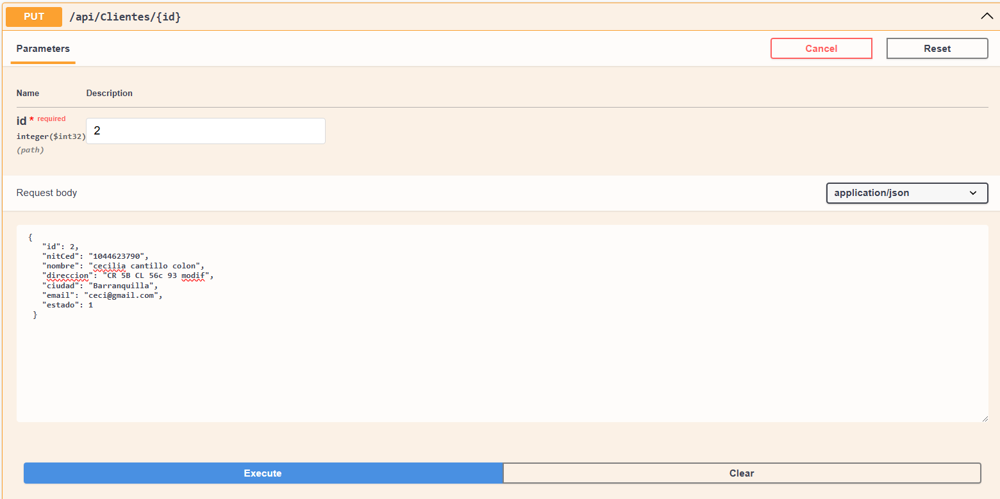 PUT /api/Clientes/{id}
Parameters
Cancel
Reset
Name Description
id * required
integer($int32)
(path)
2
Request body
application/json
{
"id": 2,
"nitCed": "1044623790",
"nombre": "cecilia cantillo colon",
"direccion": "CR 5B CL 56c 93 modif",
"ciudad": "Barranquilla",
"email": "ceci@gmail.com",
"estado": 1
}
Execute
Clear